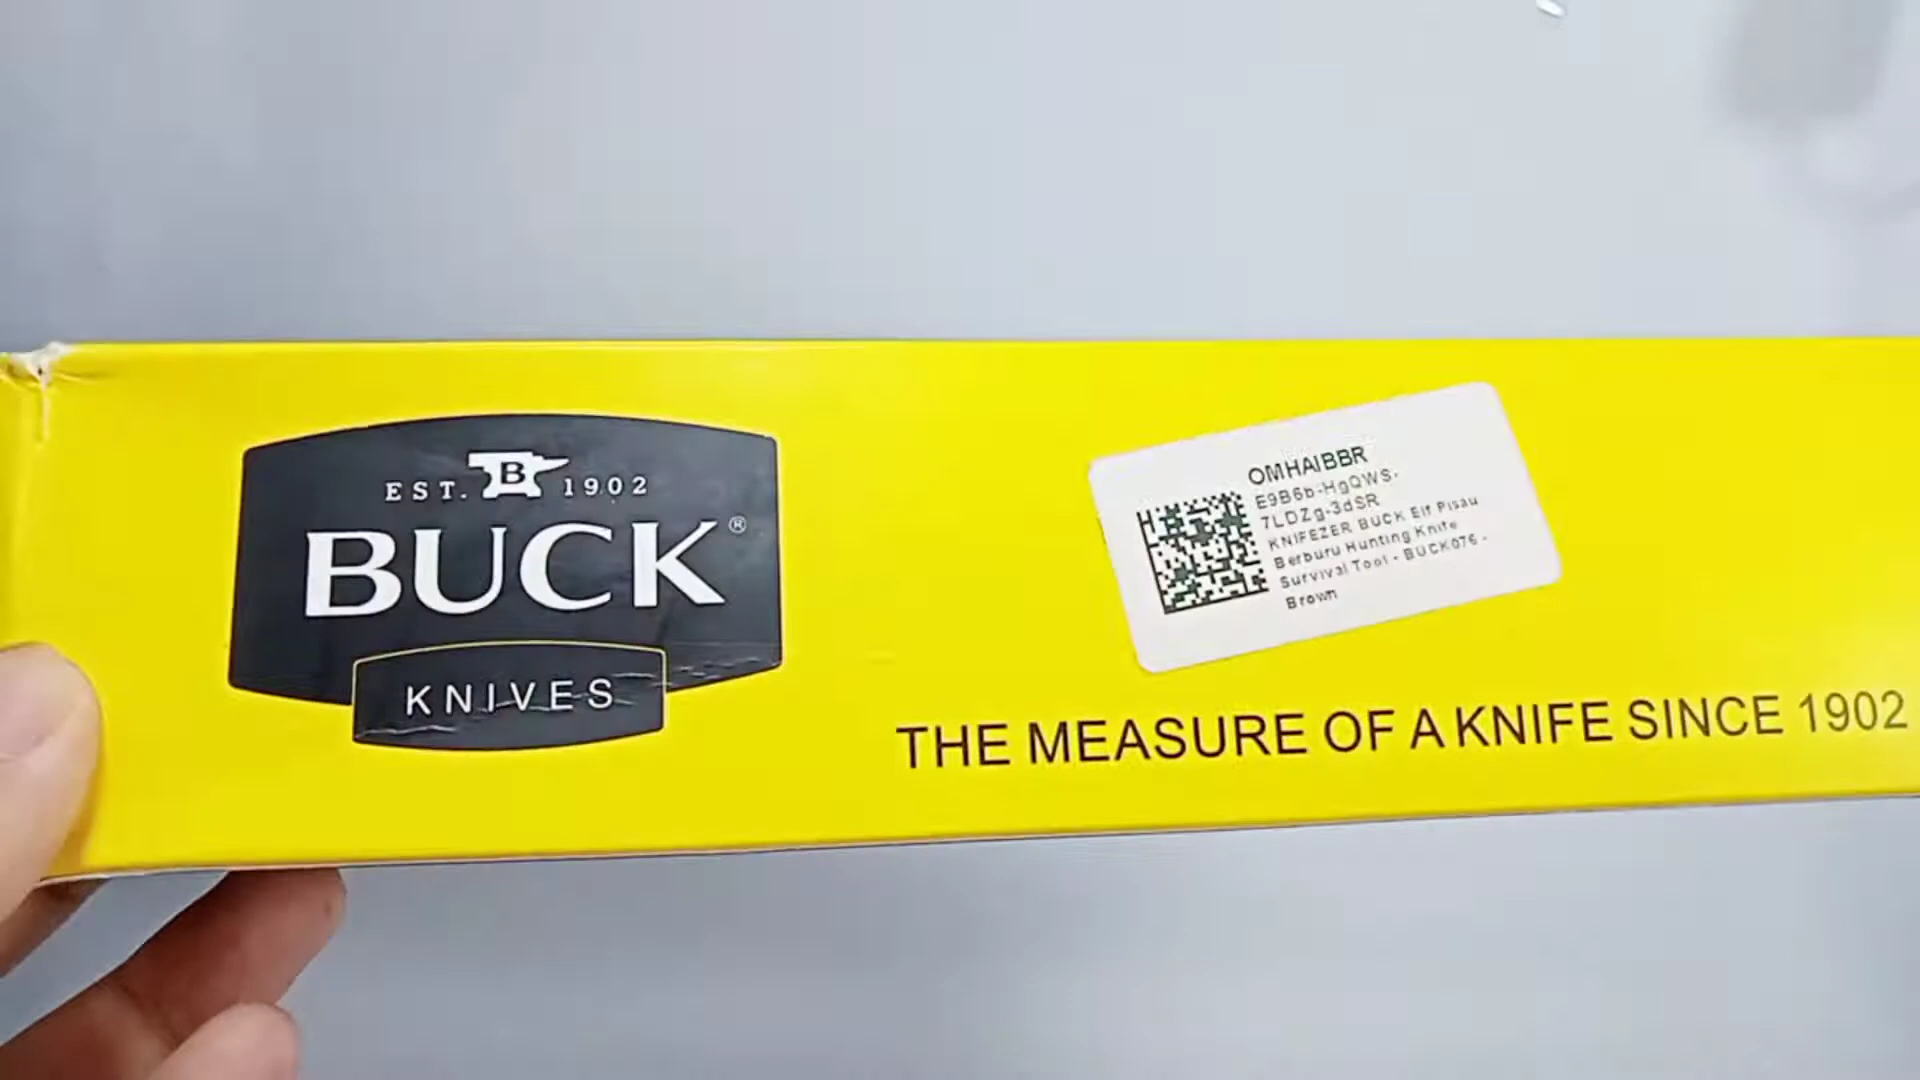 EST. B 1902
BUCK®
KNIVES
OMHAIBBR
E9B6b-HgQWS-
7LDZg-3dSR
KNIFEZER BUCK Elf Pisau
Berburu Hunting Knife
Survival Tool - BUCK076 -
Brown
H
THE MEASURE OF A KNIFE SINCE 1902